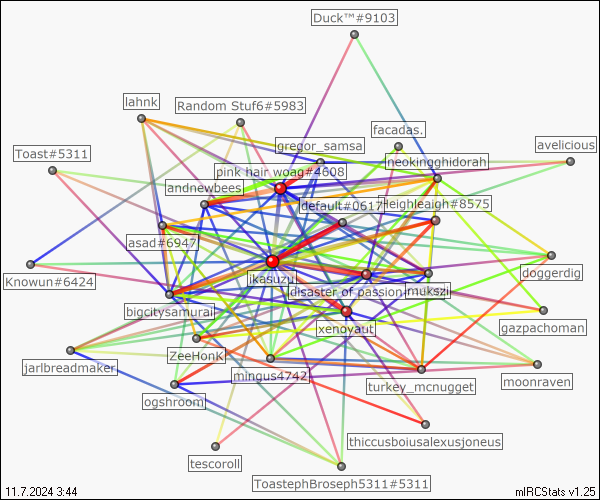 Duck™#9103
lahnk
Random Stuf6#5983
facadas.
gregor_samsa
avelicious
Toast#5311
neokingghidorah
pink hair woag#4608
andnewbees
default#0617
Heighleaigh#8575
asad#6947
doggerdig
Knowun#6424
ikasuzu
disaster of passion
mukszi
bigcitysamurai
xenoyaut
gazpachoman
ZeeHonk
jarlbreadmaker
mingus4742
turkey_mcnugget
moonraven
ogshroom
thiccusboiusalexusjoneus
tescoroll
ToastephBroseph5311#5311
11.7.2024 3:44
mIRCStats v1.25